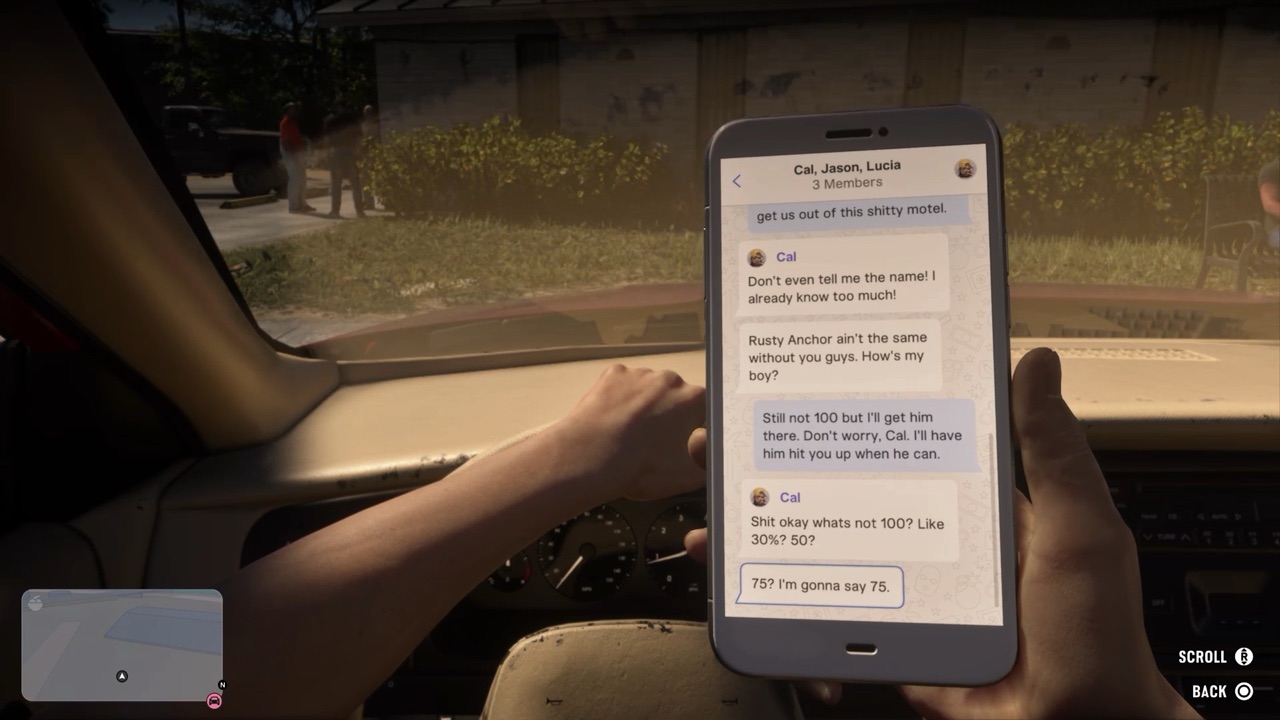 Cal, Jason, Lucia
3 Members
get us out of this shitty motel.
Cal
Don't even tell me the name! I
already know too much!
Rusty Anchor ain't the same
without you guys. How's my
boy?
Still not 100 but I'll get him
there. Don't worry, Cal. I'll have
him hit you up when he can.
Cal
Shit okay whats not 100? Like
30%? 50?
75? I'm gonna say 75.
N
SCROLL R
BACK